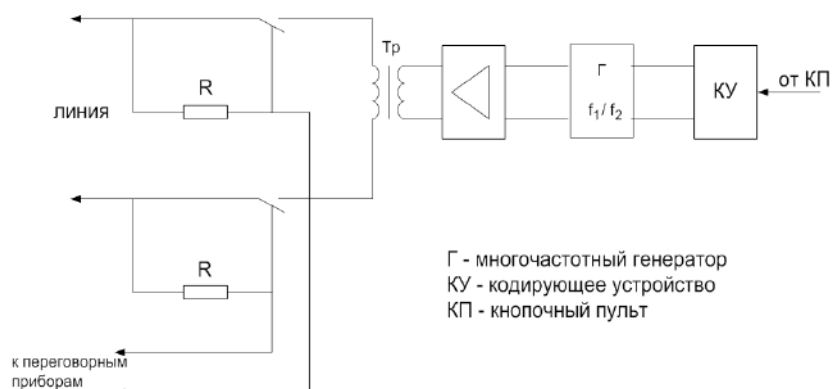 Тр
Г
f1 / f2
КУ
от КП
R
линия
R
Г - многочастотный генератор
КУ - кодирующее устройство
КП - кнопочный пульт
к переговорным
приборам